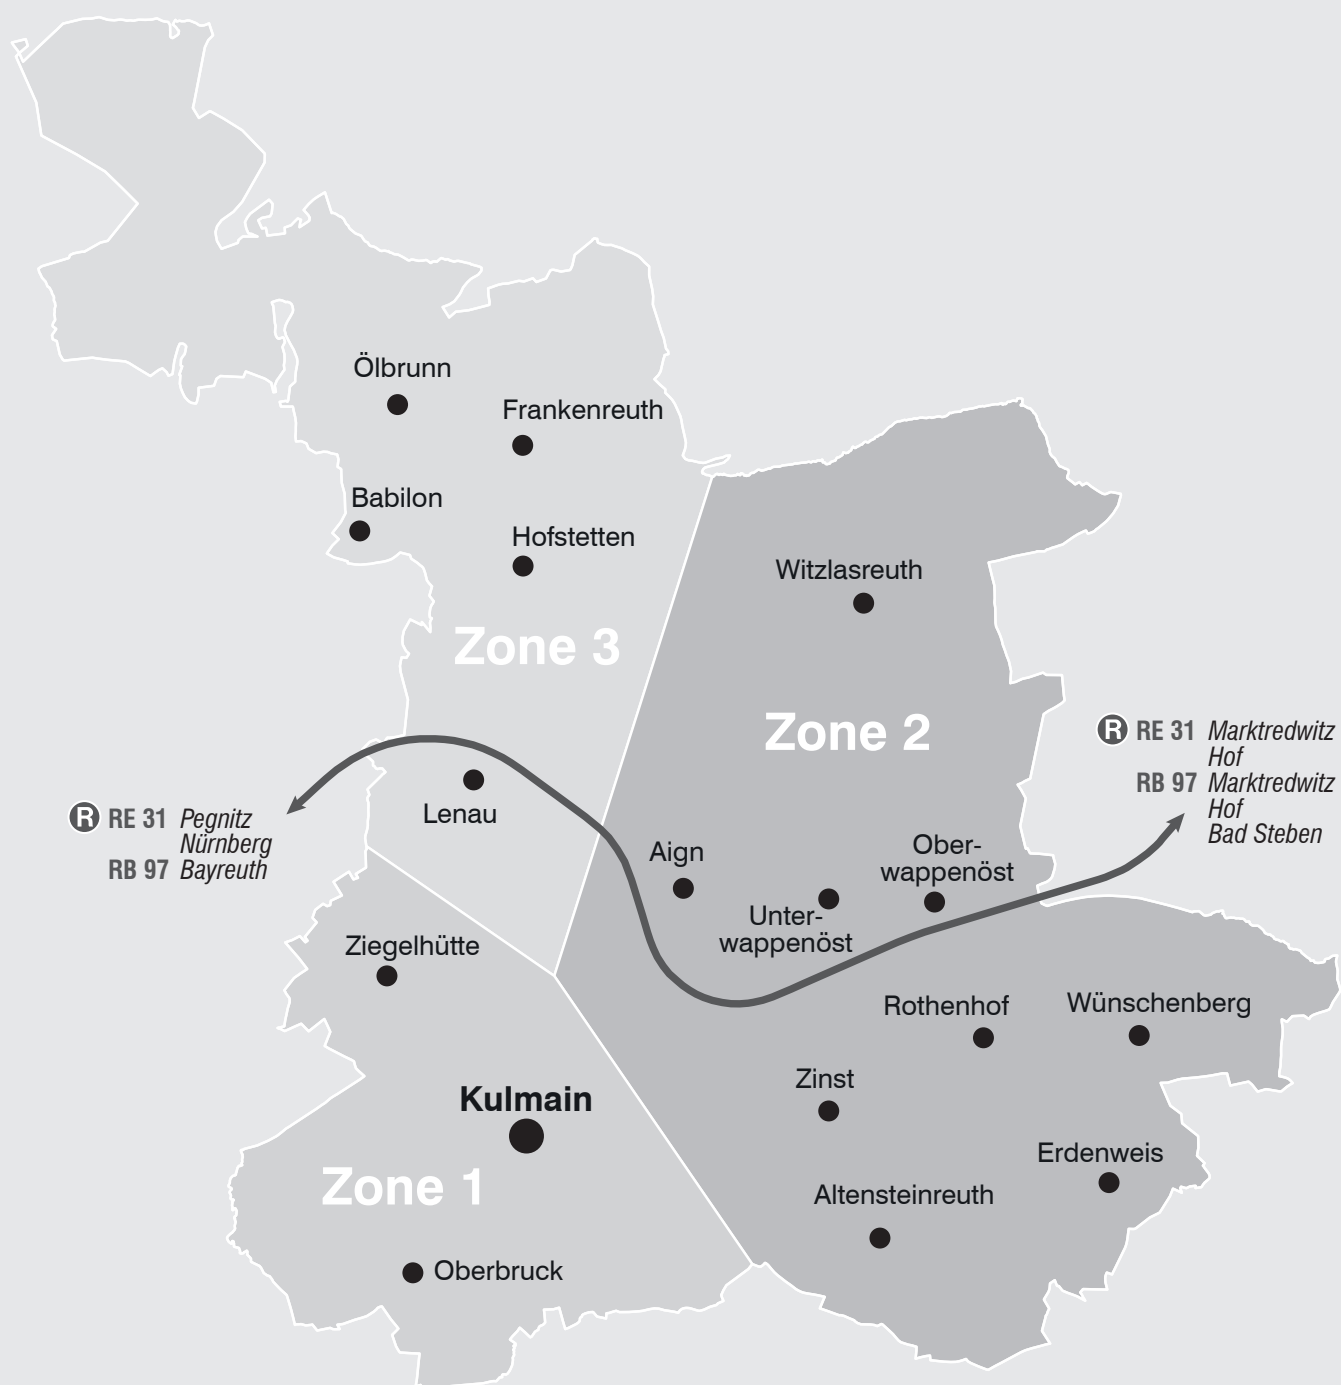 Ölbrunn
Frankenreuth
Babilon
Hofstetten
Witzlasreuth
Zone 3
Zone 2
R RE 31 Marktredwitz
Hof
RB 97 Marktredwitz
Hof
Bad Steben
Lenau
R RE 31 Pegnitz
Nürnberg
RB 97 Bayreuth
Aign
Ober-
wappenöst
Unter-
wappenöst
Ziegelhütte
Rothenhof
Wünschenberg
Zinst
Kulmain
Erdenweis
Zone 1
Altensteinreuth
Oberbruck